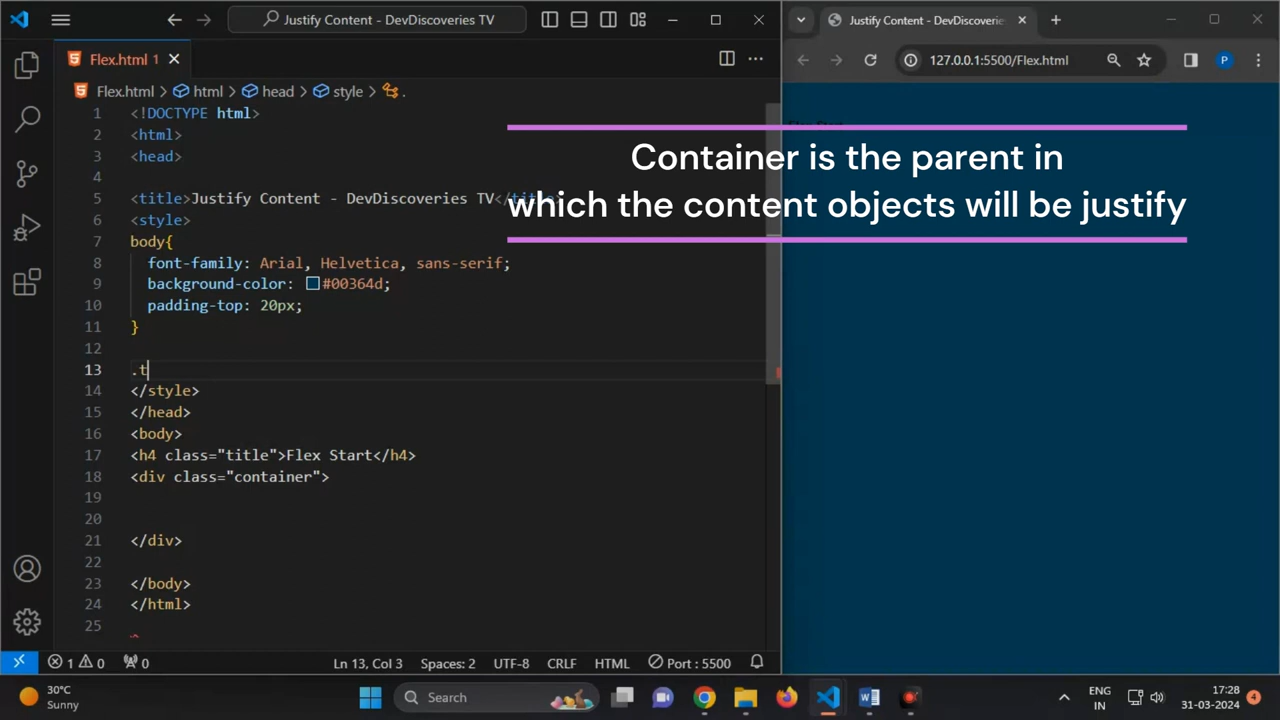 Justify Content - DevDiscoveries TV
Flex.html 1
Flex.html > html > head > style > .
1 <!DOCTYPE html>
2 <html>
3 <head>
4
5 <title>Justify Content - DevDiscoveries TV</title>
6 <style>
7 body{
8 font-family: Arial, Helvetica, sans-serif;
9 background-color: #00364d;
10 padding-top: 20px;
11 }
12
13 .t
14 </style>
15 </head>
16 <body>
17 <h4 class="title">Flex Start</h4>
18 <div class="container">
19
20
21 </div>
22
23 </body>
24 </html>
25
1 0 0 Ln 13, Col 3 Spaces: 2 UTF-8 CRLF HTML Port : 5500
Justify Content - DevDiscoveries
127.0.0.1:5500/Flex.html
P
Flex Start
Container is the parent in
which the content objects will be justify
30°C
Sunny
Search
ENG
IN
17:28
31-03-2024
4